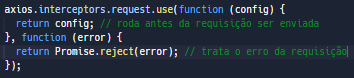 axios.interceptors.request.use(function (config) {
  return config; // roda antes da requisição ser enviada
}, function (error) {
  return Promise.reject(error); // trata o erro da requisição
});